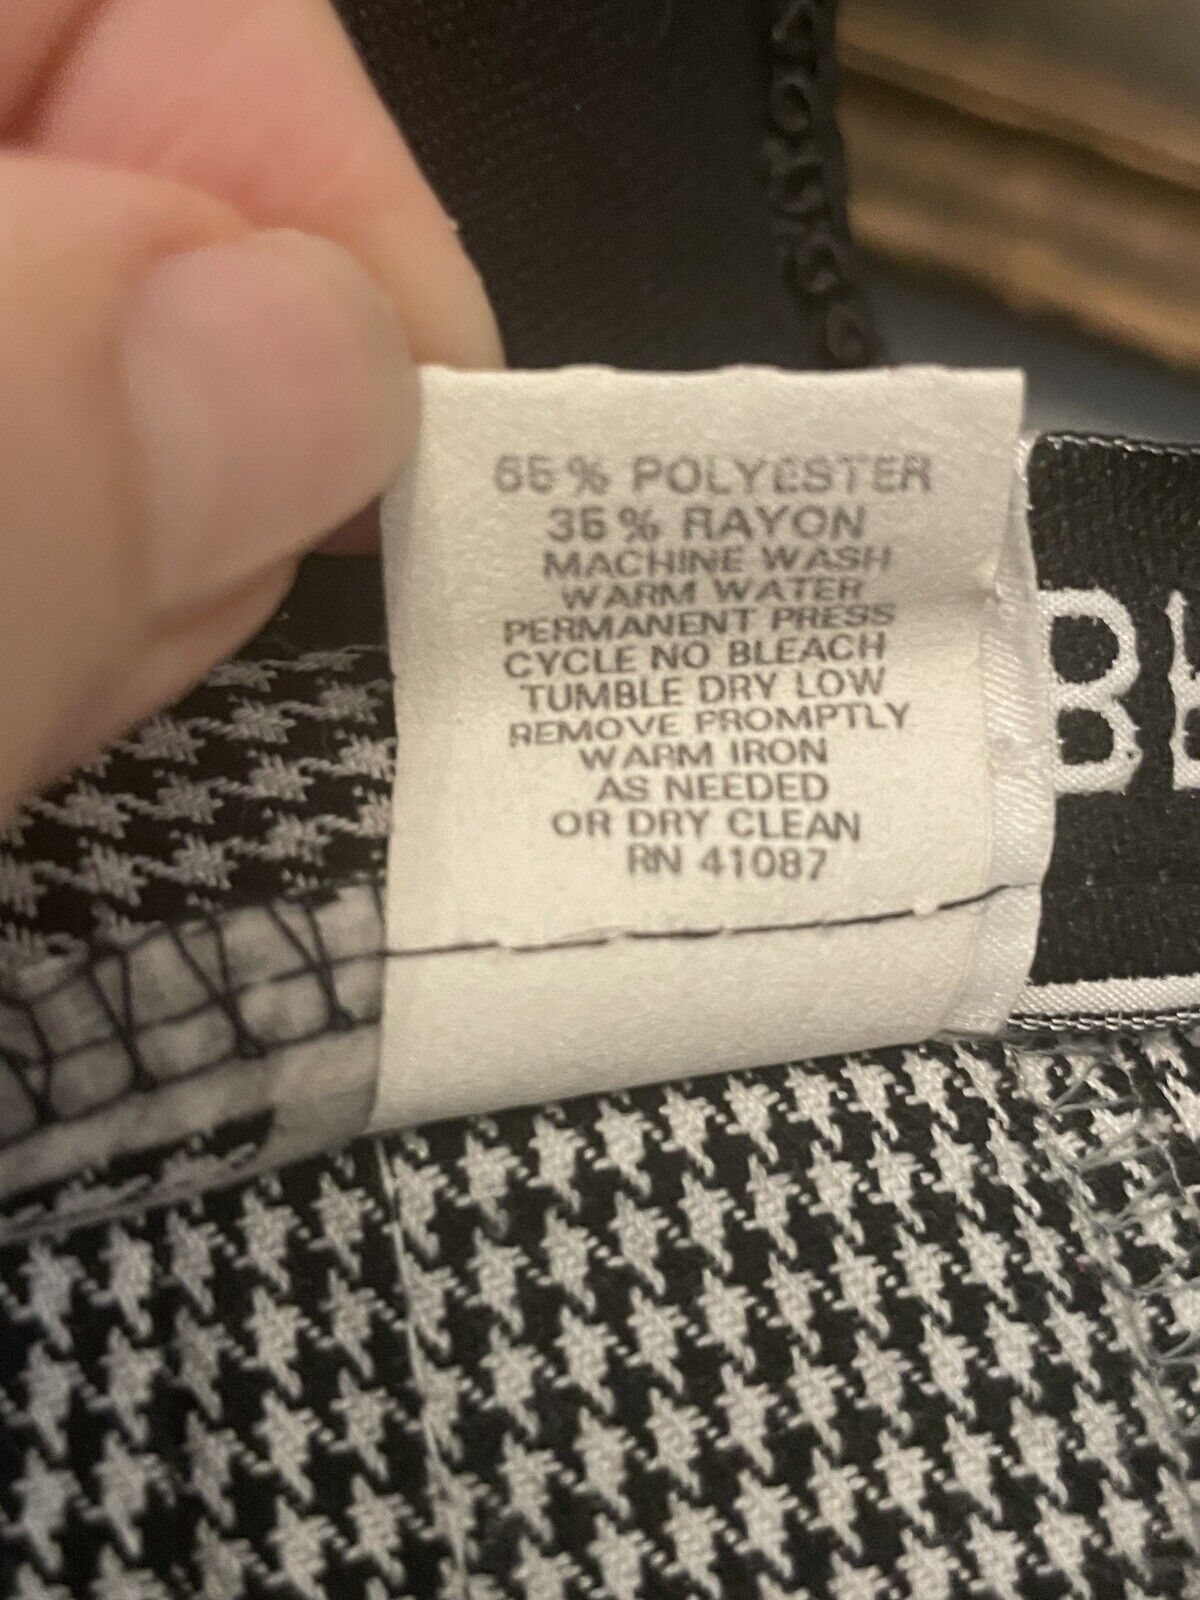 65% POLYESTER
35% RAYON
MACHINE WASH
WARM WATER
PERMANENT PRESS
CYCLE NO BLEACH
TUMBLE DRY LOW
REMOVE PROMPTLY
WARM IRON
AS NEEDED
OR DRY CLEAN
RN 41087